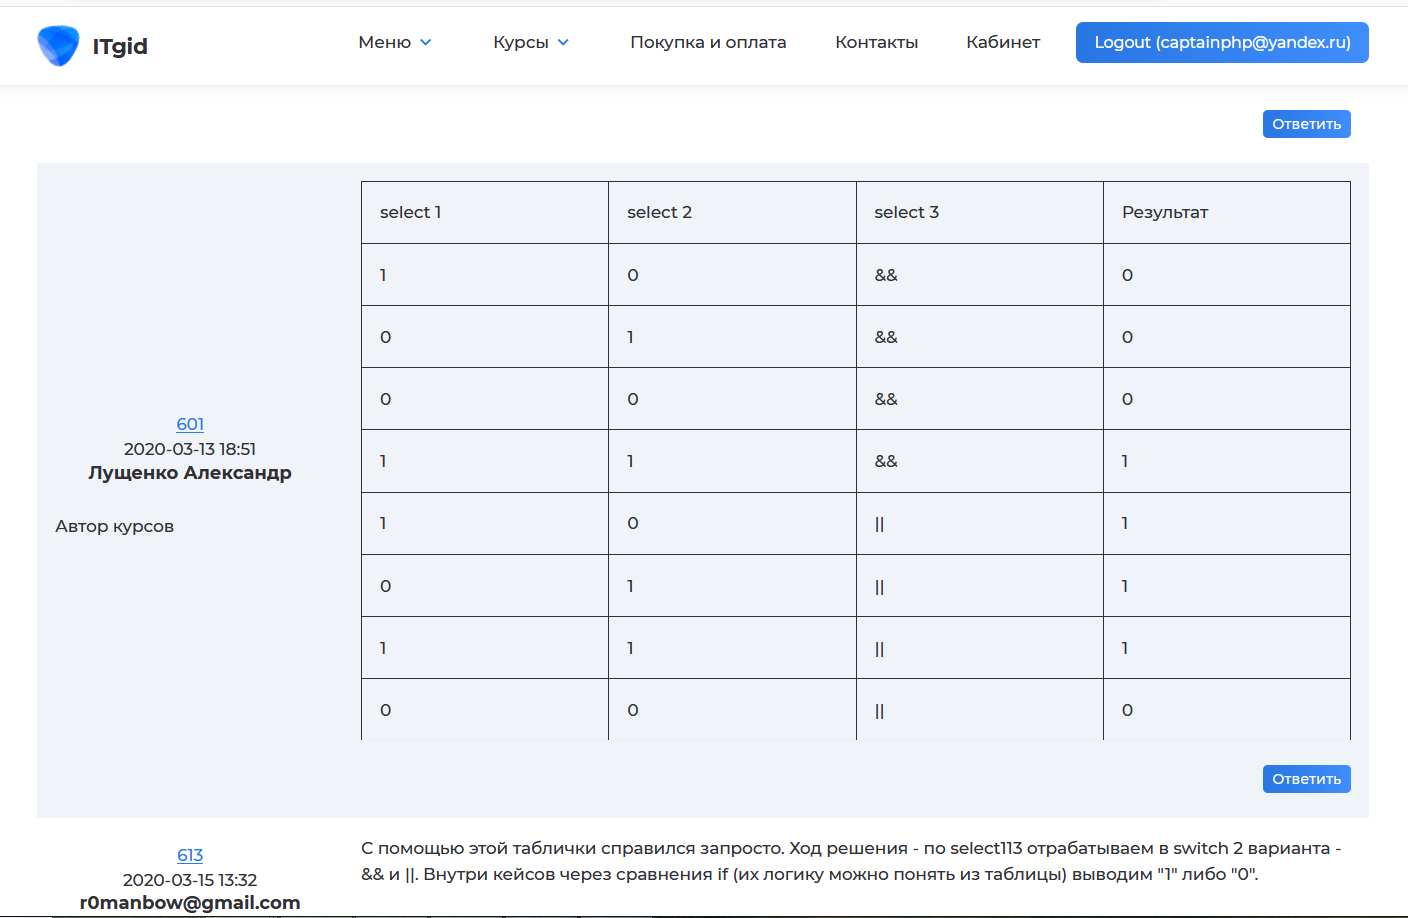 ITgid
Меню
Курсы
Покупка и оплата
Контакты
Кабинет
Logout (captainphp@yandex.ru)
Ответить
601
2020-03-13 18:51
Лущенко Александр
Автор курсов
select 1 select 2 select 3 Результат
1 0 && 0
0 1 && 0
0 0 && 0
1 1 && 1
1 0 || 1
0 1 || 1
1 1 || 1
0 0 || 0
Ответить
613
2020-03-15 13:32
r0manbow@gmail.com
С помощью этой таблички справился запросто. Ход решения - по select113 отрабатываем в switch 2 варианта -
&& и ||. Внутри кейсов через сравнения if (их логику можно понять из таблицы) выводим "1" либо "0".